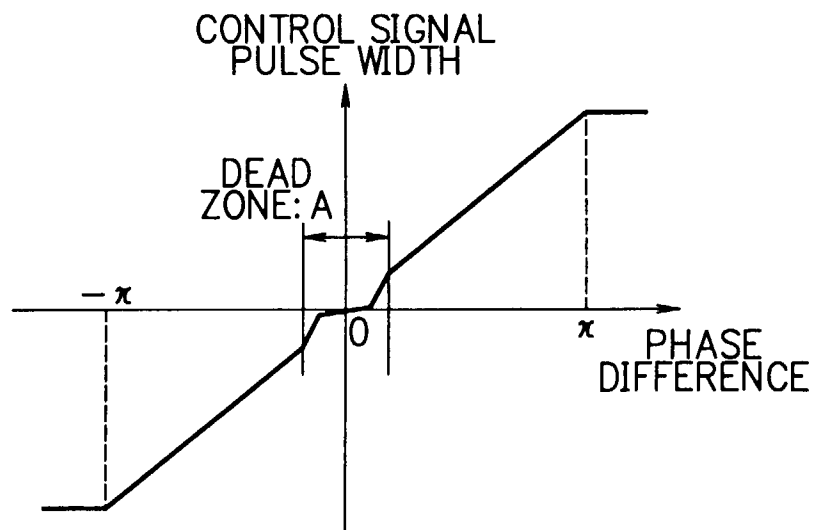 CONTROL SIGNAL
PULSE WIDTH
DEAD
ZONE: A
− π
0
π
PHASE
DIFFERENCE